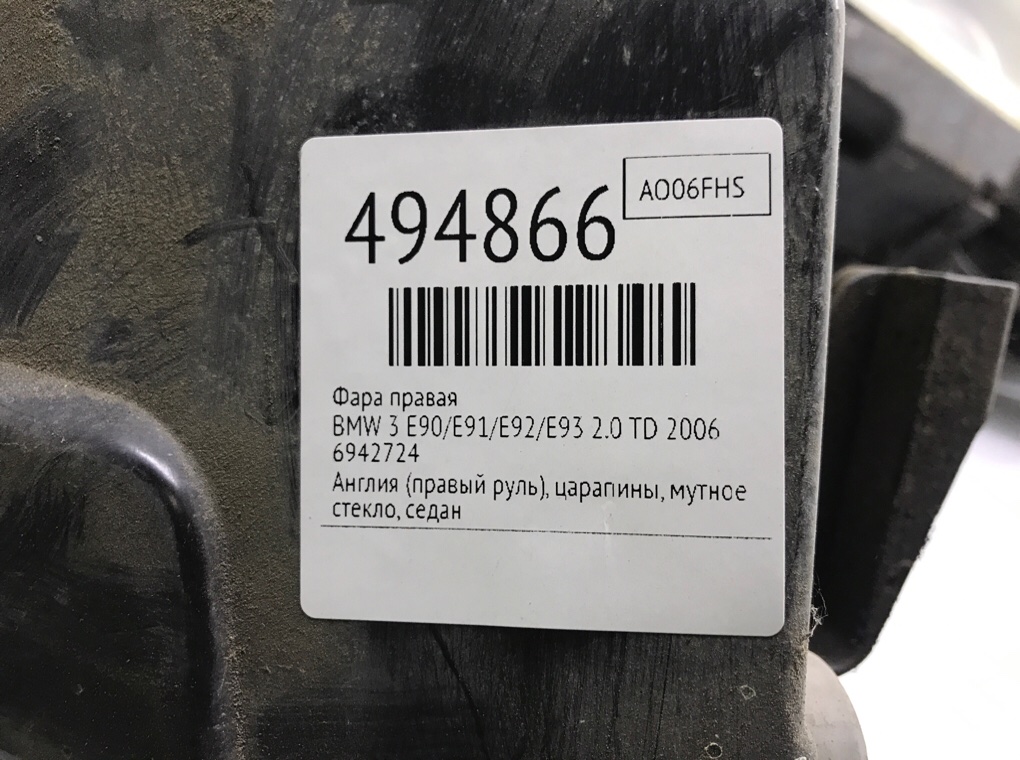 494866
AO06FHS
Фара правая
BMW 3 E90/E91/E92/E93 2.0 TD 2006
6942724
Англия (правый руль), царапины, мутное
стекло, седан